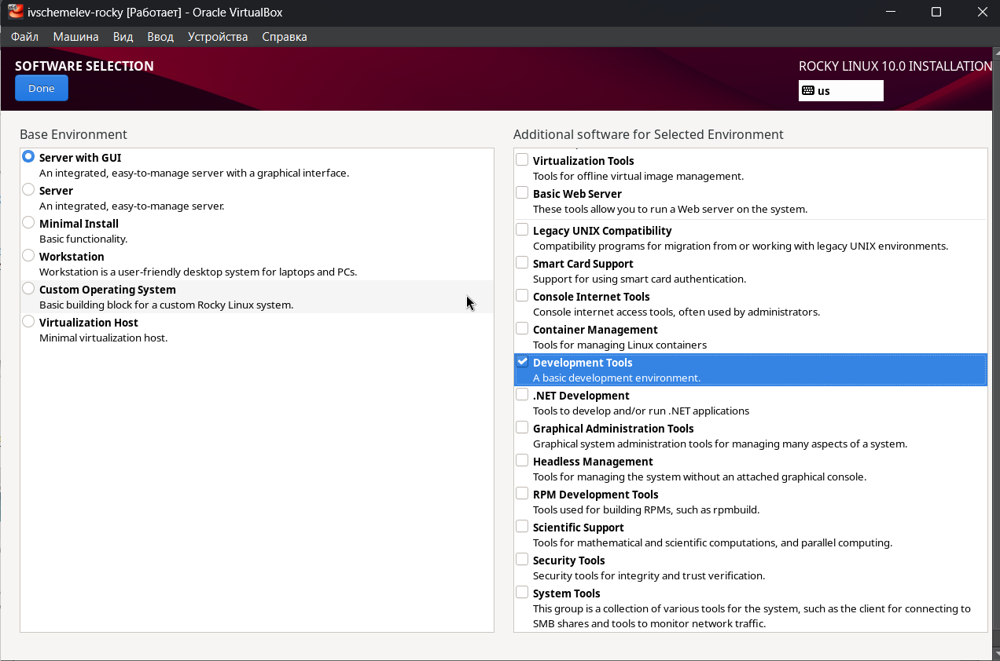 ivschemelev-rocky [Работает] - Oracle VirtualBox
Файл Машина Вид Ввод Устройства Справка
SOFTWARE SELECTION
Done
ROCKY LINUX 10.0 INSTALLATION
us
Base Environment
Server with GUI
An integrated, easy-to-manage server with a graphical interface.
Server
An integrated, easy-to-manage server.
Minimal Install
Basic functionality.
Workstation
Workstation is a user-friendly desktop system for laptops and PCs.
Custom Operating System
Basic building block for a custom Rocky Linux system.
Virtualization Host
Minimal virtualization host.
Additional software for Selected Environment
Virtualization Tools
Tools for offline virtual image management.
Basic Web Server
These tools allow you to run a Web server on the system.
Legacy UNIX Compatibility
Compatibility programs for migration from or working with legacy UNIX environments.
Smart Card Support
Support for using smart card authentication.
Console Internet Tools
Console internet access tools, often used by administrators.
Container Management
Tools for managing Linux containers
Development Tools
A basic development environment.
.NET Development
Tools to develop and/or run .NET applications
Graphical Administration Tools
Graphical system administration tools for managing many aspects of a system.
Headless Management
Tools for managing the system without an attached graphical console.
RPM Development Tools
Tools used for building RPMs, such as rpmbuild.
Scientific Support
Tools for mathematical and scientific computations, and parallel computing.
Security Tools
Security tools for integrity and trust verification.
System Tools
This group is a collection of various tools for the system, such as the client for connecting to
SMB shares and tools to monitor network traffic.